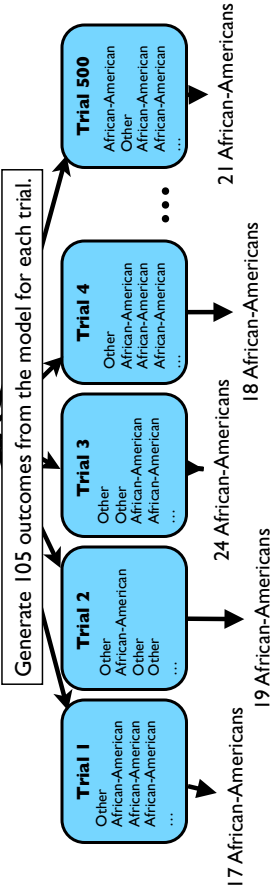 Generate 105 outcomes from the model for each trial.
Trial 1
Other
African-American
African-American
African-American
...
17 African-Americans
Trial 2
Other
African-American
Other
Other
...
19 African-Americans
Trial 3
Other
Other
African-American
African-American
...
24 African-Americans
Trial 4
Other
African-American
African-American
African-American
...
18 African-Americans
...
Trial 500
African-American
Other
African-American
African-American
...
21 African-Americans